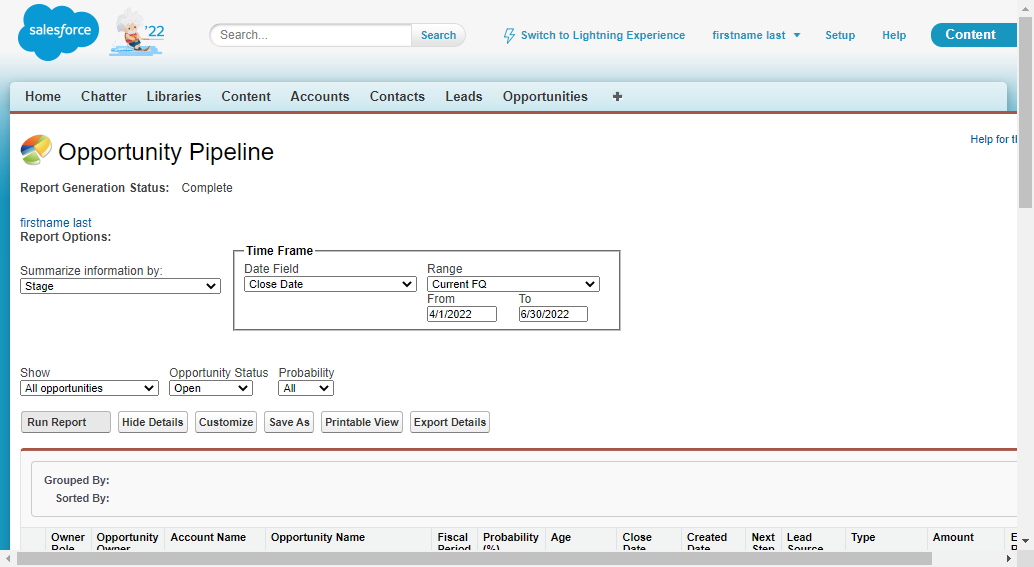 salesforce
'22
Search...
Search
Switch to Lightning Experience
firstname last
Setup
Help
Content
Home
Chatter
Libraries
Content
Accounts
Contacts
Leads
Opportunities
Opportunity Pipeline
Help for
Report Generation Status: Complete
firstname last
Report Options:
Summarize information by:
Stage
Time Frame
Date Field
Close Date
Range
Current FQ
From
4/1/2022
To
6/30/2022
Show
All opportunities
Opportunity Status
Open
Probability
All
Run Report
Hide Details
Customize
Save As
Printable View
Export Details
Grouped By:
Sorted By:
Owner Role
Opportunity Owner
Account Name
Opportunity Name
Fiscal Period
Probability (%)
Age
Close Date
Created Date
Next Step
Lead Source
Type
Amount